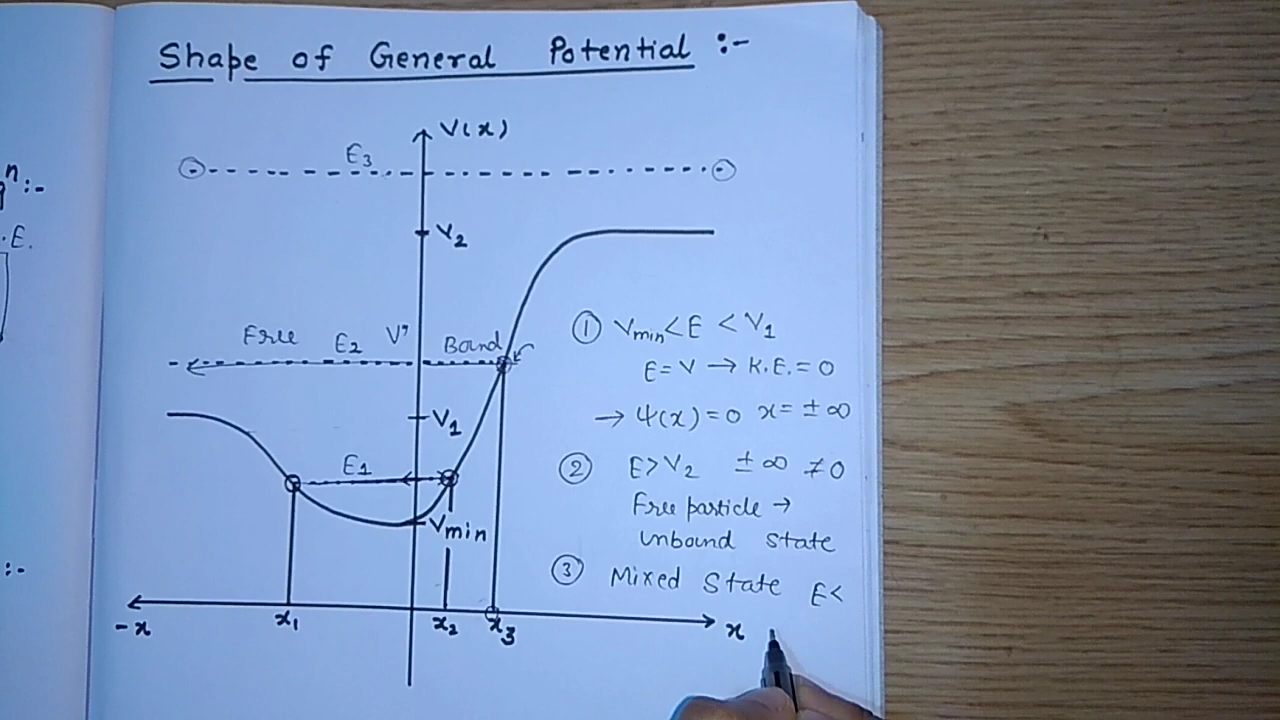 Shape of General Potential :-
V(x)
E3
V2
Free E2 V' Bound
V1
E1
Vmin
-x x1 x2 x3 x
① Vmin<E <V1
E=V → K.E.=0
→ Ψ(x)=0 x=±∞
② E>V2 ±∞ ≠0
Free particle →
Unbound State
③ Mixed State E<
n:-
.E.
:-